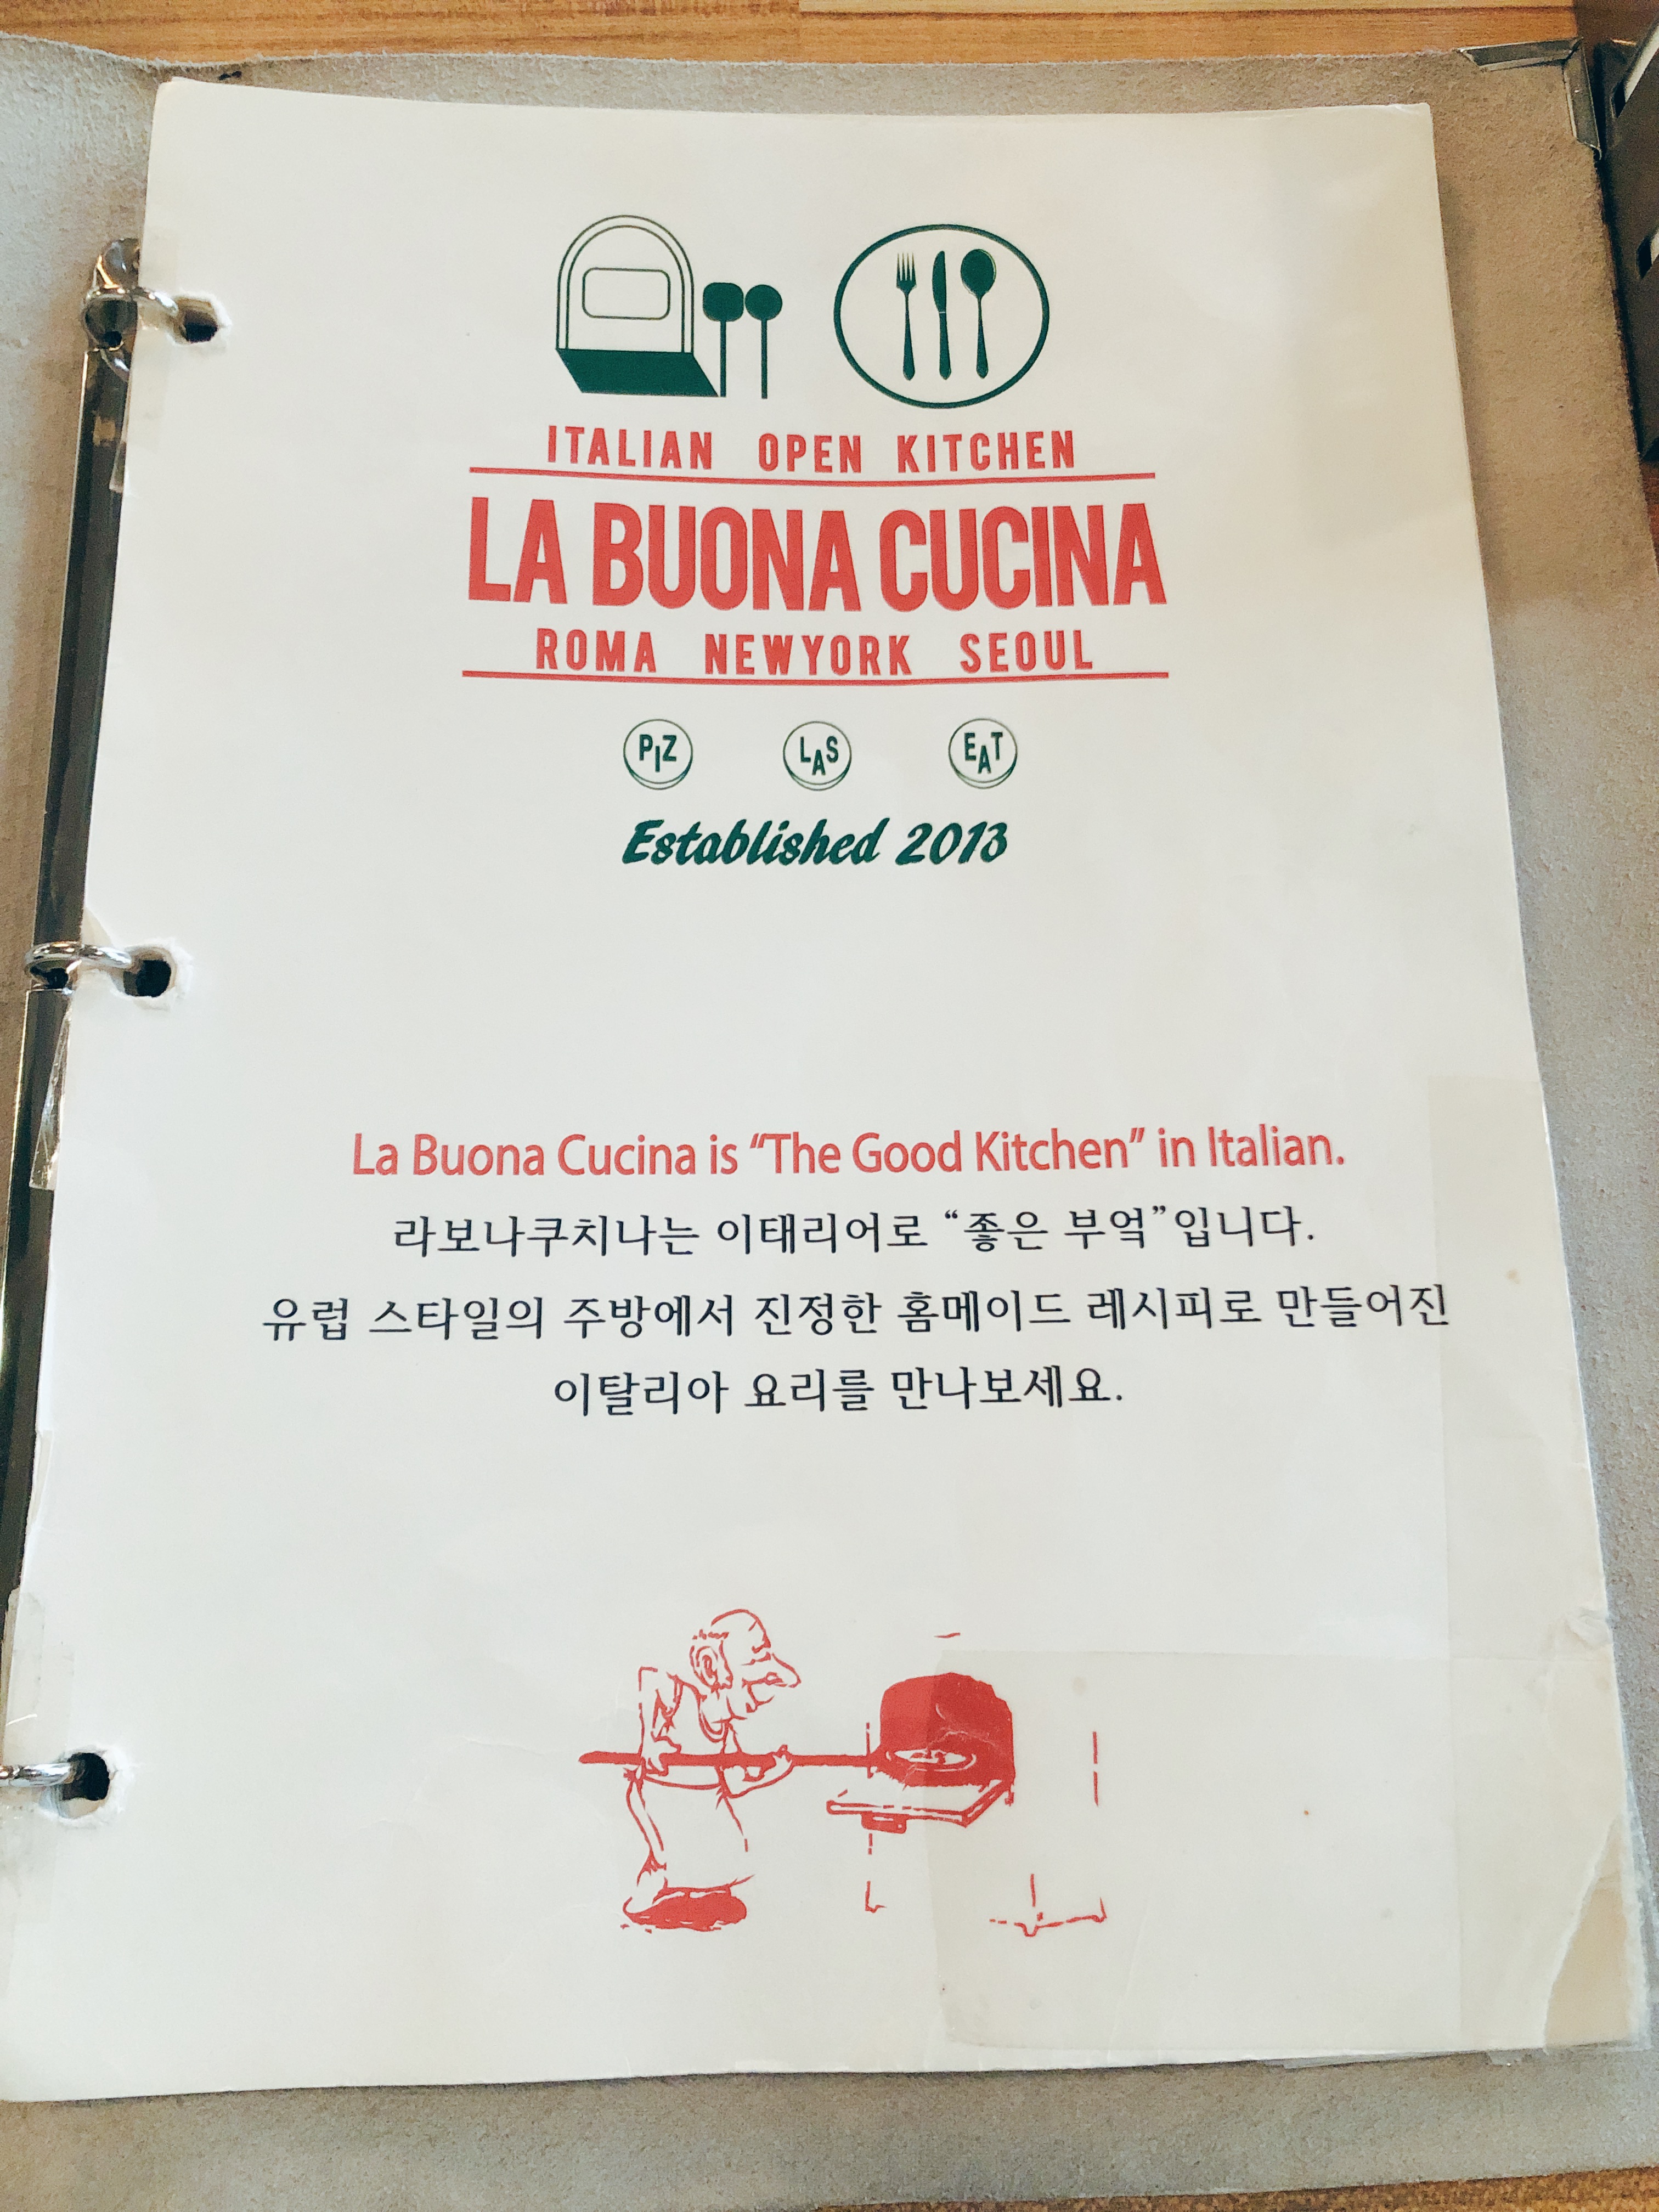 ITALIAN OPEN KITCHEN
LA BUONA CUCINA
ROMA NEWYORK SEOUL
PIZ LAS EAT
Established 2013
La Buona Cucina is “The Good Kitchen” in Italian.
라보나쿠치나는 이태리어로 “좋은 부엌”입니다.
유럽 스타일의 주방에서 진정한 홈메이드 레시피로 만들어진
이탈리아 요리를 만나보세요.